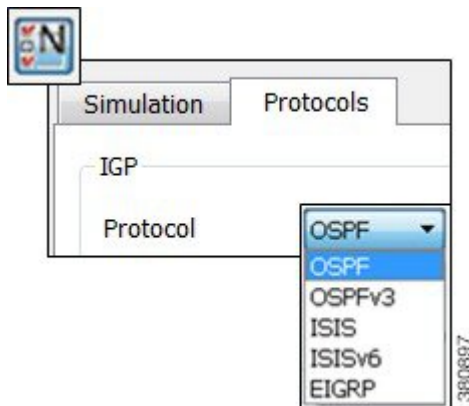 N
Simulation Protocols
IGP
Protocol OSPF
OSPF
OSPFv3
ISIS
ISISv6
EIGRP
380897